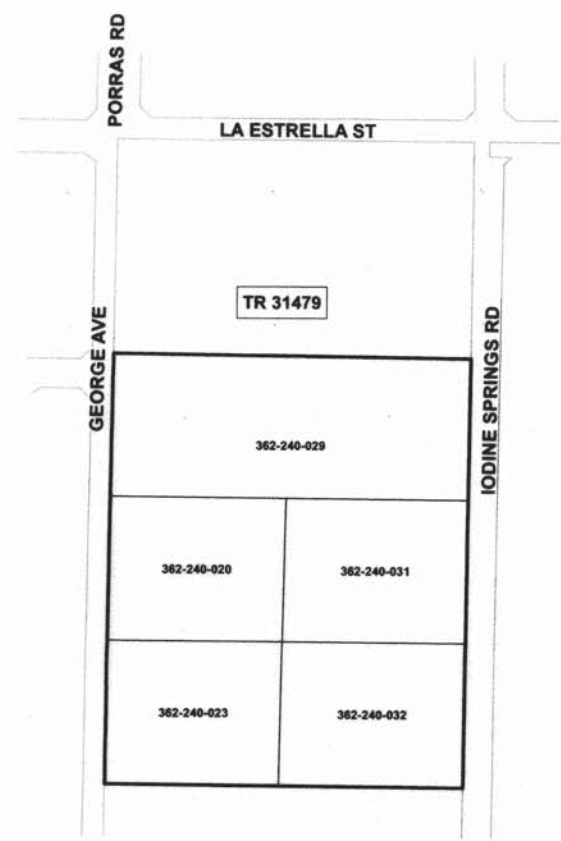 PORRAS RD
LA ESTRELLA ST
TR 31479
GEORGE AVE
IODINE SPRINGS RD
362-240-029
362-240-020
362-240-031
362-240-023
362-240-032